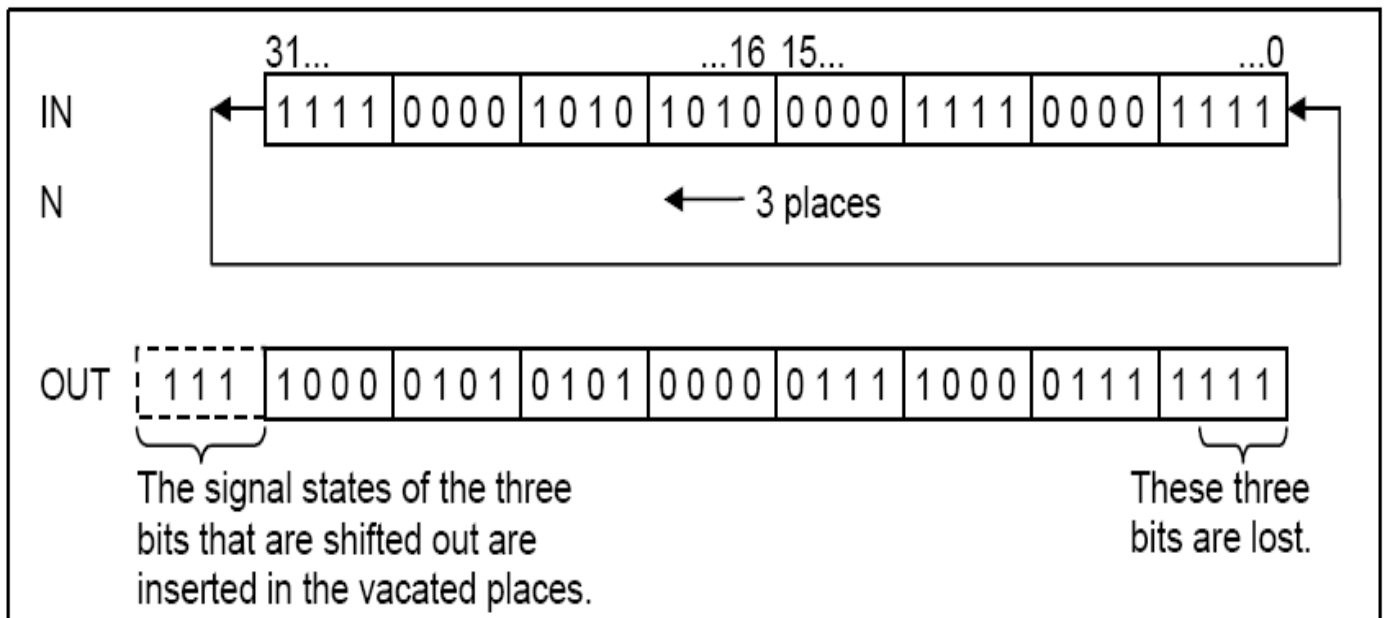 31... ...16 15... ...0
IN 1111 0000 1010 1010 0000 1111 0000 1111
N 3 places
OUT 111 1000 0101 0101 0000 0111 1000 0111 1111
The signal states of the three
bits that are shifted out are
inserted in the vacated places.
These three
bits are lost.